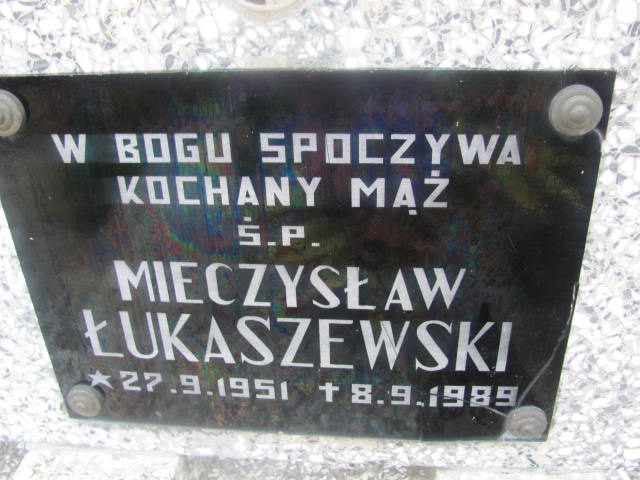 W BOGU SPOCZYWA
KOCHANY MĄŻ
Ś.P.
MIECZYSŁAW
ŁUKASZEWSKI
★27.9.1951 ✝8.9.1989